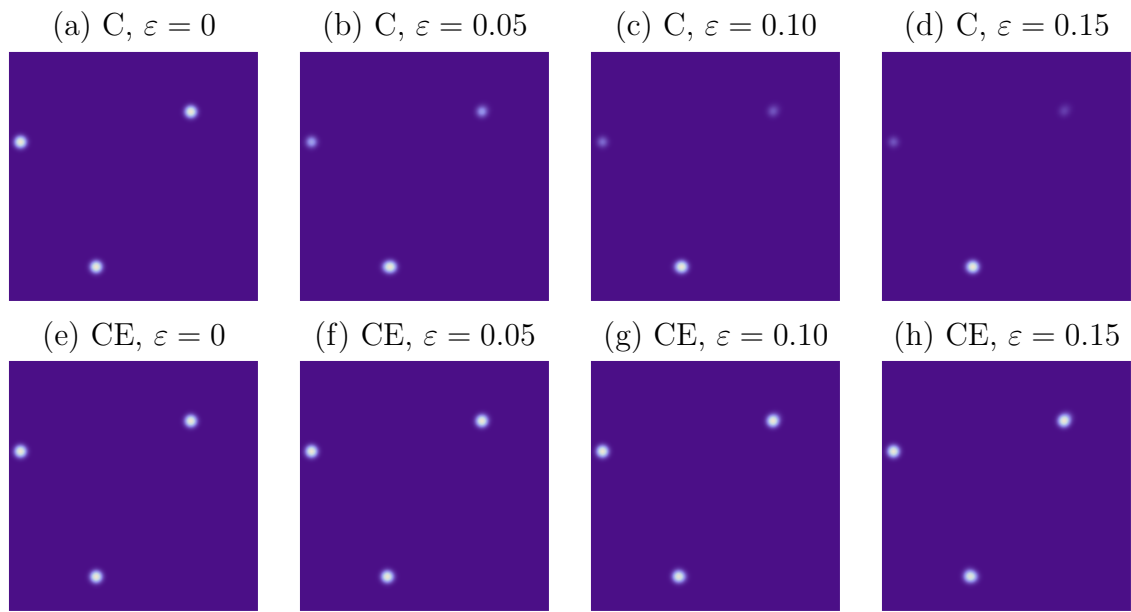 (a) C, ε = 0 (b) C, ε = 0.05 (c) C, ε = 0.10 (d) C, ε = 0.15
(e) CE, ε = 0 (f) CE, ε = 0.05 (g) CE, ε = 0.10 (h) CE, ε = 0.15